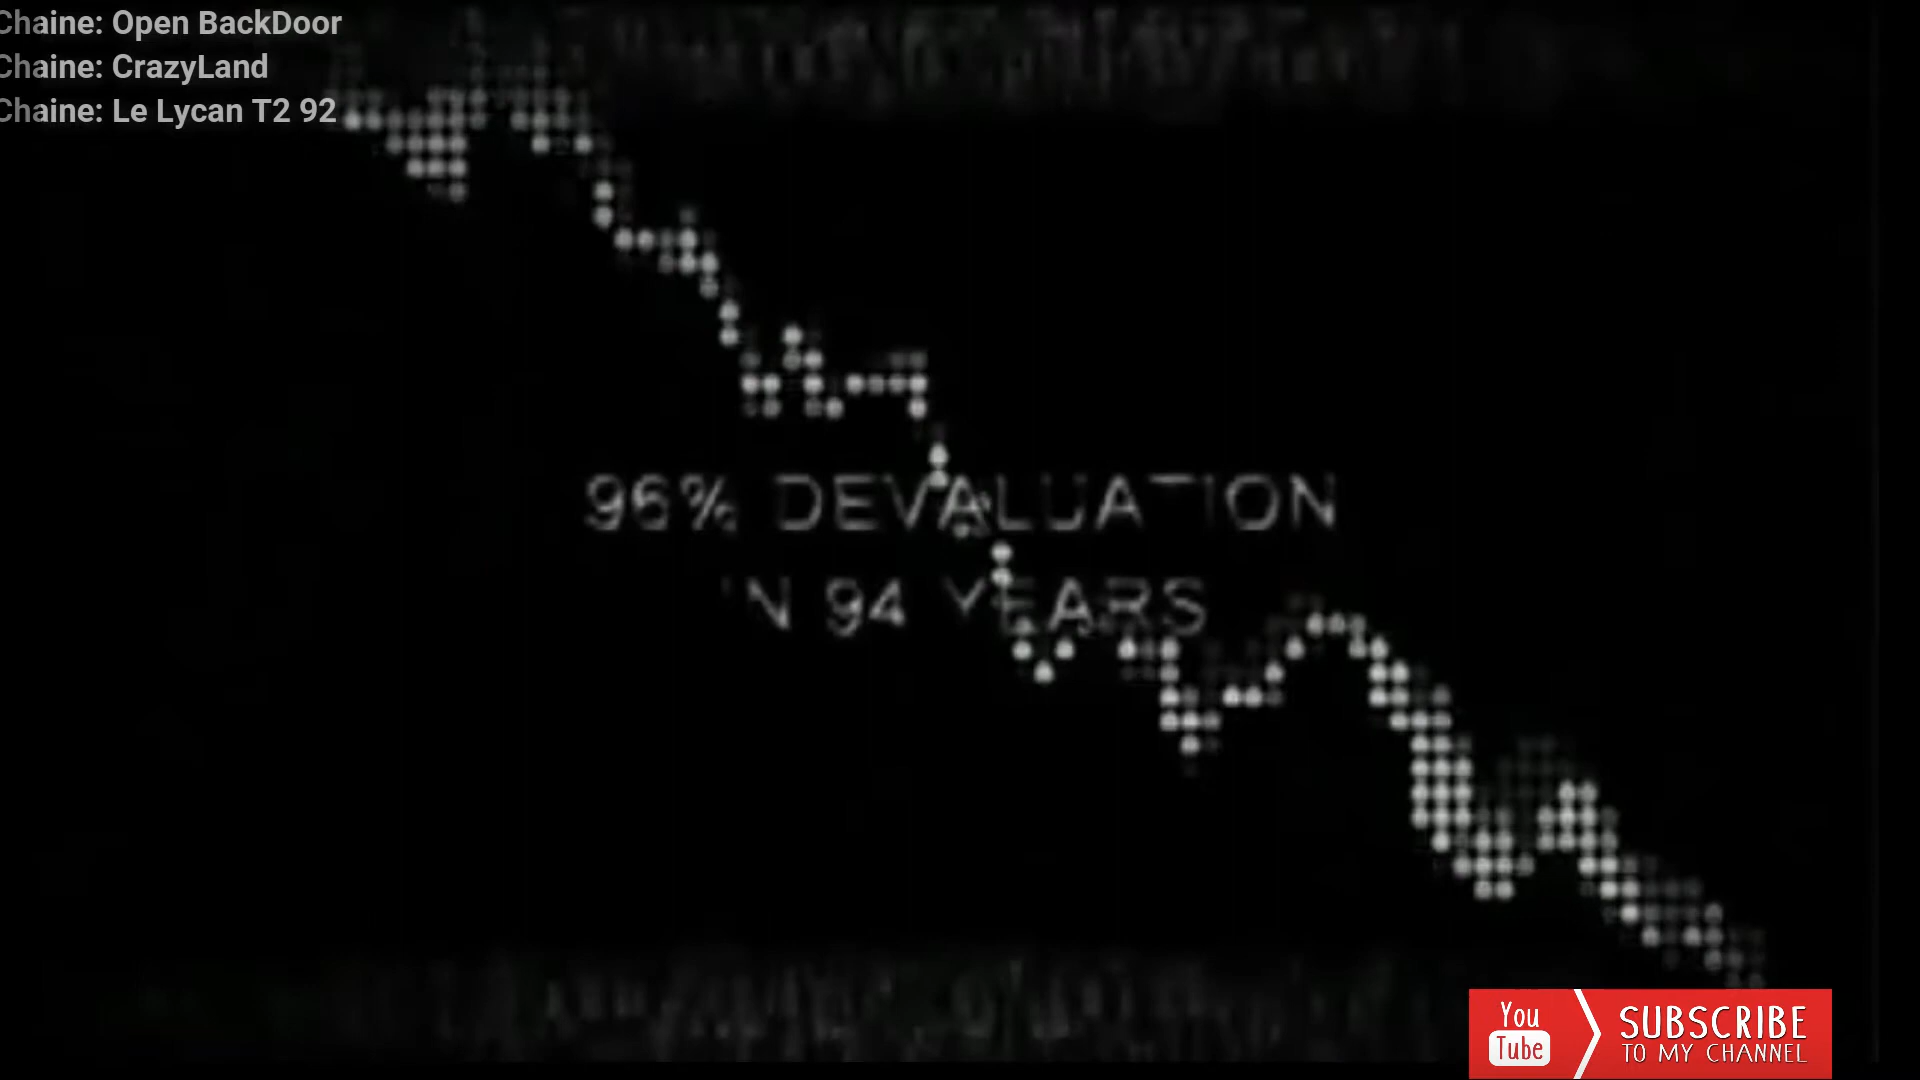 Chaine: Open BackDoor
Chaine: CrazyLand
Chaine: Le Lycan T2 92
96% DEVALUATION
IN 94 YEARS
You
Tube
SUBSCRIBE
TO MY CHANNEL